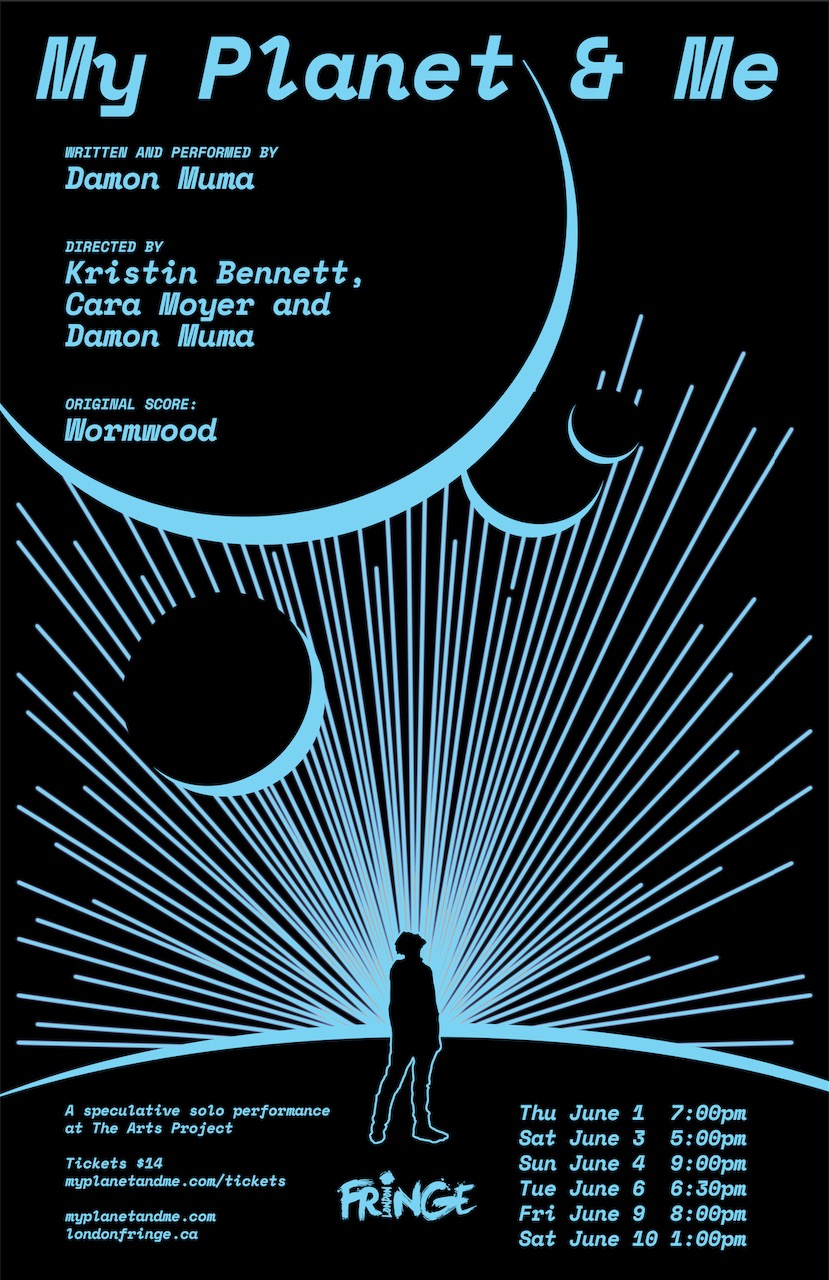 My Planet & Me
WRITTEN AND PERFORMED BY
Damon Muma
DIRECTED BY
Kristin Bennett,
Cara Moyer and
Damon Muma
ORIGINAL SCORE:
Wormwood
A speculative solo performance
at The Arts Project
Tickets $14
myplanetandme.com/tickets
myplanetandme.com
londonfringe.ca
LONDON
FRiNGE
Thu June 1 7:00pm
Sat June 3 5:00pm
Sun June 4 9:00pm
Tue June 6 6:30pm
Fri June 9 8:00pm
Sat June 10 1:00pm